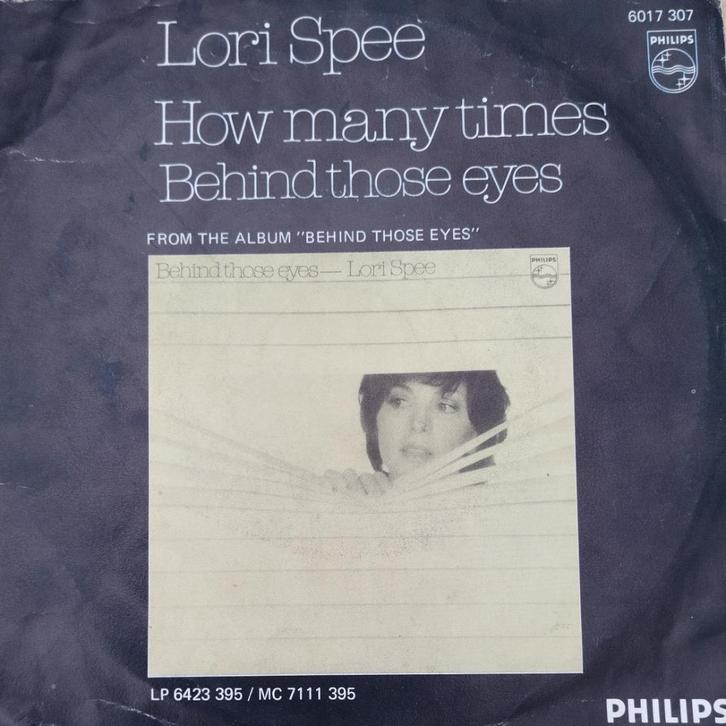 6017 307
PHILIPS
Lori Spee
How many times
Behind those eyes
FROM THE ALBUM "BEHIND THOSE EYES"
Behind those eyes — Lori Spee
PHILIPS
LP 6423 395 / MC 7111 395
PHILIPS